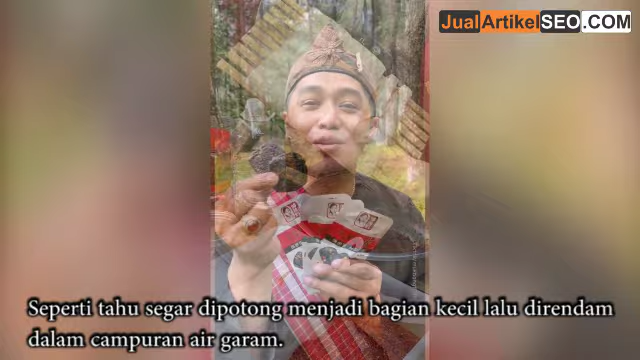 JualArtikelSEO.COM
Seperti tahu segar dipotong menjadi bagian kecil lalu direndam
dalam campuran air garam.